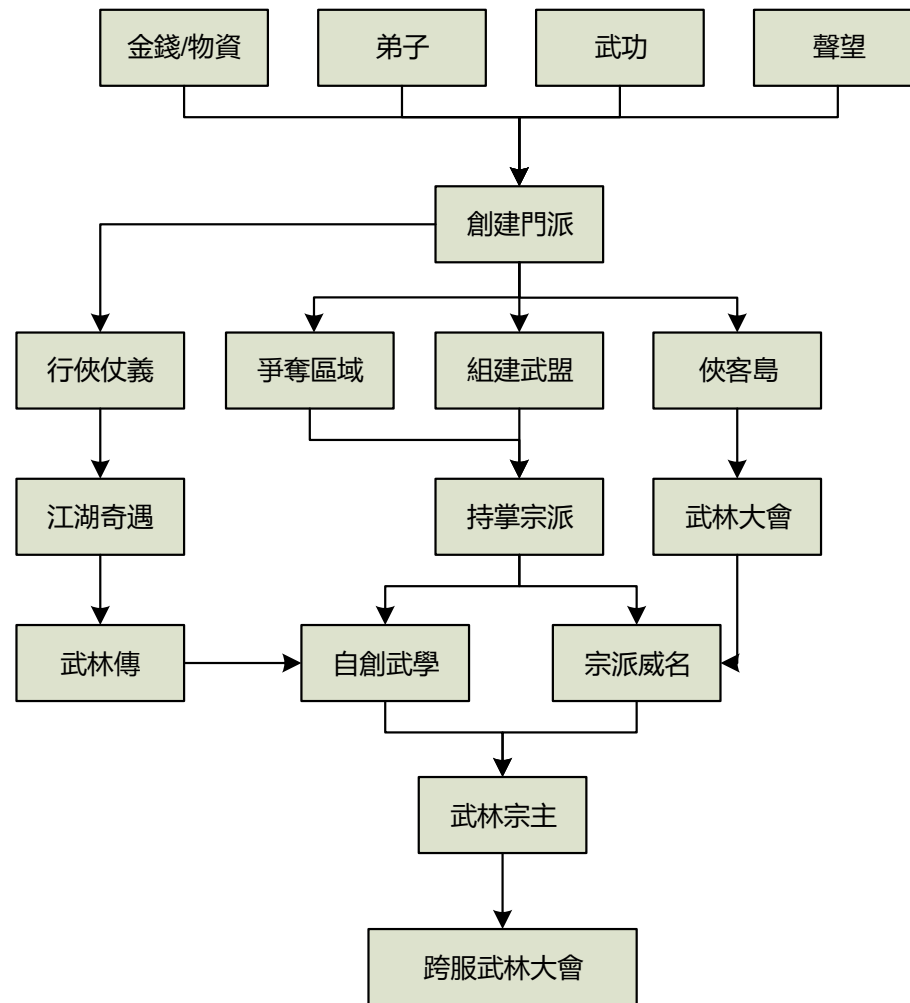 金錢/物資
弟子
武功
聲望
創建門派
行俠仗義
爭奪區域
組建武盟
俠客島
江湖奇遇
持掌宗派
武林大會
武林傳
自創武學
宗派威名
武林宗主
跨服武林大會